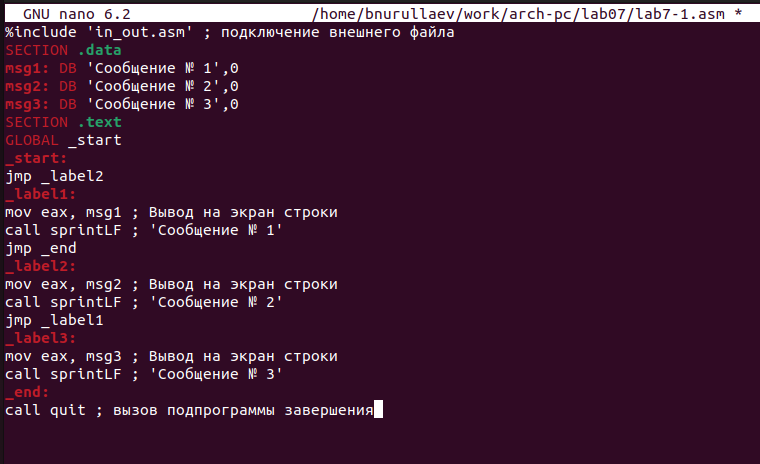 GNU nano 6.2 /home/bnurullaev/work/arch-pc/lab07/lab7-1.asm *
%include 'in_out.asm' ; подключение внешнего файла
SECTION .data
msg1: DB 'Сообщение № 1',0
msg2: DB 'Сообщение № 2',0
msg3: DB 'Сообщение № 3',0
SECTION .text
GLOBAL _start
_start:
jmp _label2
_label1:
mov eax, msg1 ; Вывод на экран строки
call sprintLF ; 'Сообщение № 1'
jmp _end
_label2:
mov eax, msg2 ; Вывод на экран строки
call sprintLF ; 'Сообщение № 2'
jmp _label1
_label3:
mov eax, msg3 ; Вывод на экран строки
call sprintLF ; 'Сообщение № 3'
_end:
call quit ; вызов подпрограммы завершения